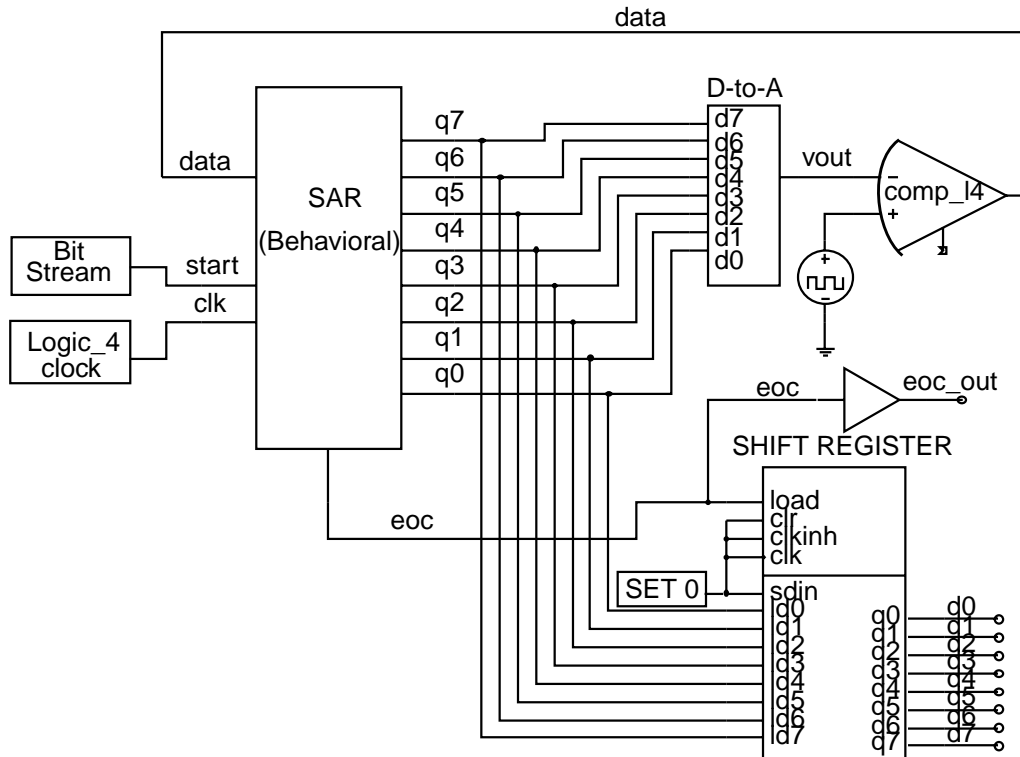 data
D-to-A
q7
q6
q5
q4
q3
q2
q1
q0
d7
d6
d5
d4
d3
d2
d1
d0
vout
−
comp_l4
+
data
SAR
(Behavioral)
Bit
Stream
start
clk
Logic_4
clock
+
−
eoc
eoc_out
SHIFT REGISTER
eoc
load
clr
clkinh
clk
SET 0
sdin
d0
d1
d2
d3
d4
d5
d6
d7
q0
q1
q2
q3
q4
q5
q6
q7
d0
d1
d2
d3
d4
d5
d6
d7